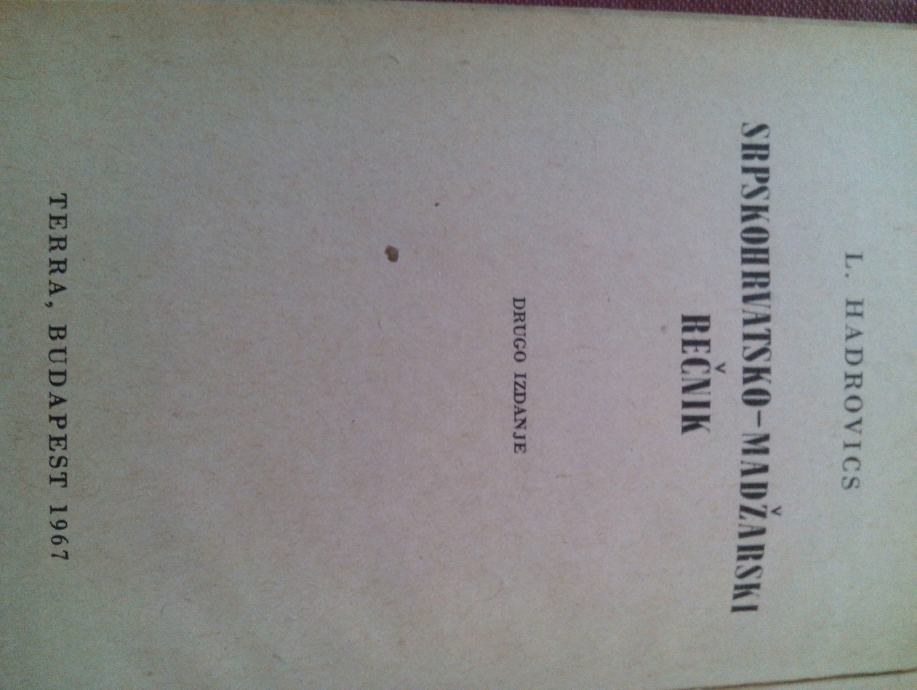 L. HADROVICS
SRPSKOHRVATSKO-MADŽARSKI
REČNIK
DRUGO IZDANJE
TERRA, BUDAPEST 1967